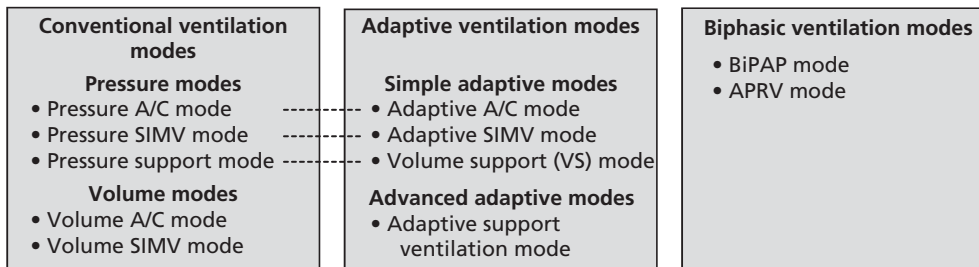 Conventional ventilation
modes
Pressure modes
• Pressure A/C mode
• Pressure SIMV mode
• Pressure support mode
Volume modes
• Volume A/C mode
• Volume SIMV mode
Adaptive ventilation modes
Simple adaptive modes
• Adaptive A/C mode
• Adaptive SIMV mode
• Volume support (VS) mode
Advanced adaptive modes
• Adaptive support
ventilation mode
Biphasic ventilation modes
• BiPAP mode
• APRV mode